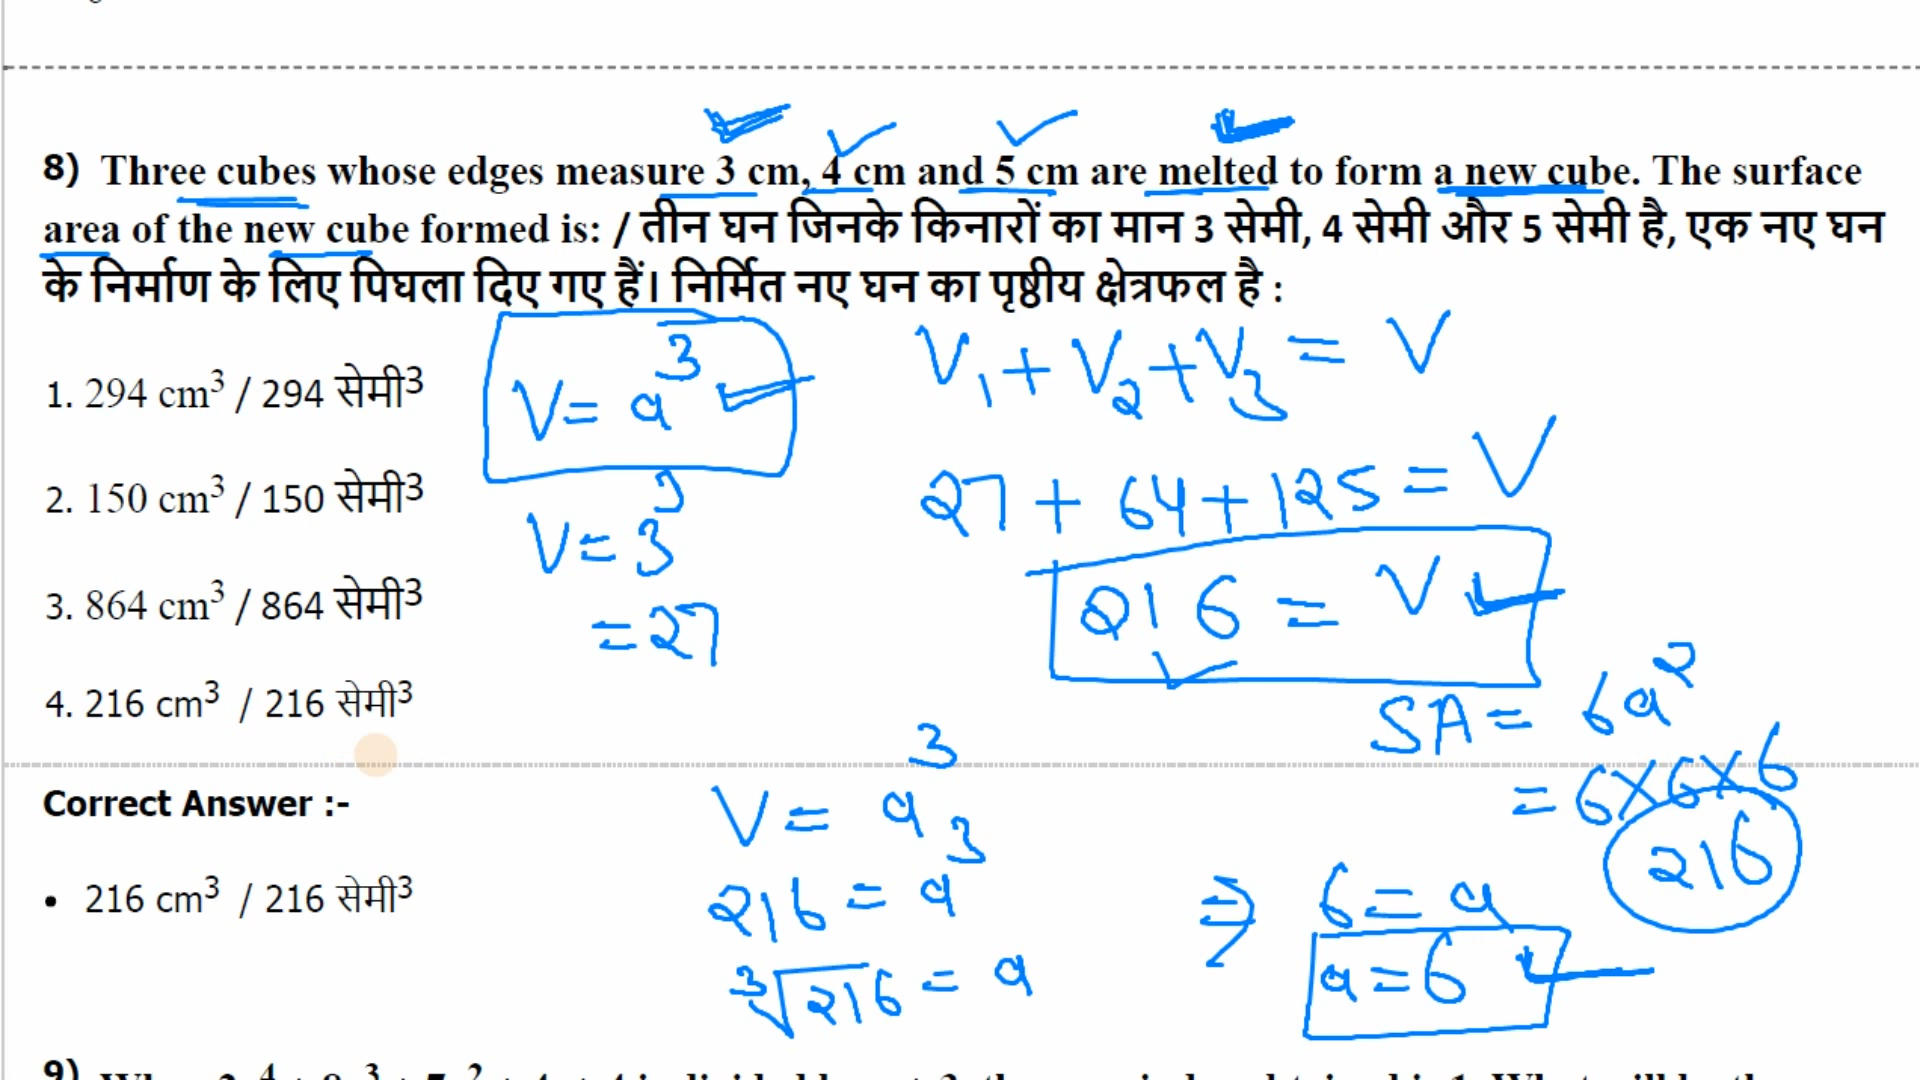 8) Three cubes whose edges measure 3 cm, 4 cm and 5 cm are melted to form a new cube. The surface
area of the new cube formed is: / तीन घन जिनके किनारों का मान 3 सेमी, 4 सेमी और 5 सेमी है, एक नए घन
के निर्माण के लिए पिघला दिए गए हैं। निर्मित नए घन का पृष्ठीय क्षेत्रफल है :
1. 294 cm³ / 294 सेमी³
2. 150 cm³ / 150 सेमी³
3. 864 cm³ / 864 सेमी³
4. 216 cm³ / 216 सेमी³
V = a³
V = 3³
= 27
V₁ + V₂ + V₃ = V
27 + 64 + 125 = V
216 = V
SA = 6a²
= 6×6×6
216
Correct Answer :-
• 216 cm³ / 216 सेमी³
V = a³
216 = a³
∛216 = a
⇒ 6 = a
a = 6
9)